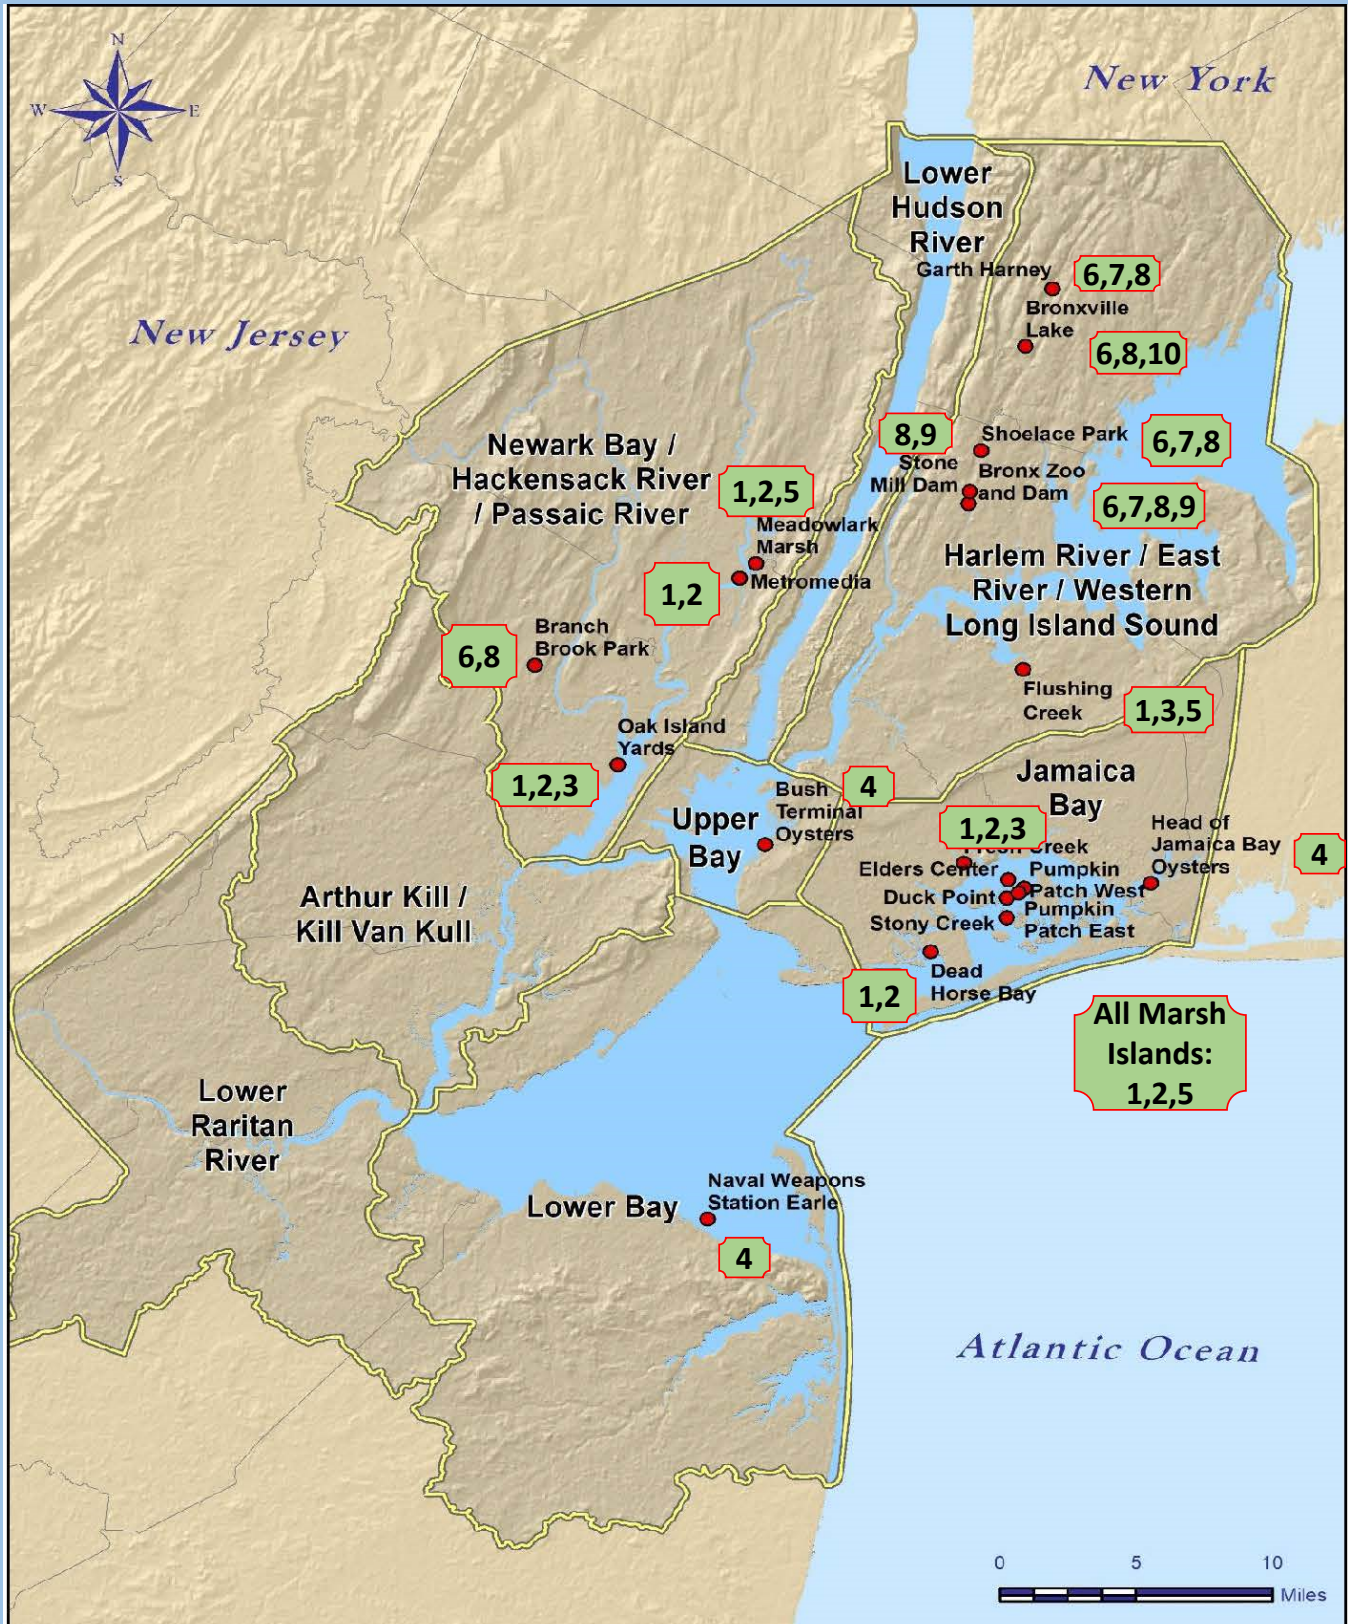 N
W
E
S
New York
New Jersey
Lower
Hudson
River
Garth Harney
6,7,8
Bronxville
Lake
6,8,10
8,9
Shoelace Park
6,7,8
Stone
Mill Dam
Bronx Zoo
and Dam
6,7,8,9
Newark Bay /
Hackensack River
/ Passaic River
1,2,5
Meadowlark
Marsh
Metromedia
1,2
Harlem River / East
River / Western
Long Island Sound
Branch
Brook Park
6,8
Flushing
Creek
1,3,5
Oak Island
Yards
1,2,3
Jamaica
Bay
4
Bush
Terminal
Oysters
Upper
Bay
1,2,3
Fresh Creek
Head of
Jamaica Bay
Oysters
4
Elders Center
Pumpkin
Patch West
Duck Point
Pumpkin
Patch East
Stony Creek
Arthur Kill /
Kill Van Kull
Dead
Horse Bay
1,2
All Marsh
Islands:
1,2,5
Lower
Raritan
River
Naval Weapons
Station Earle
Lower Bay
4
Atlantic Ocean
0 5 10
Miles